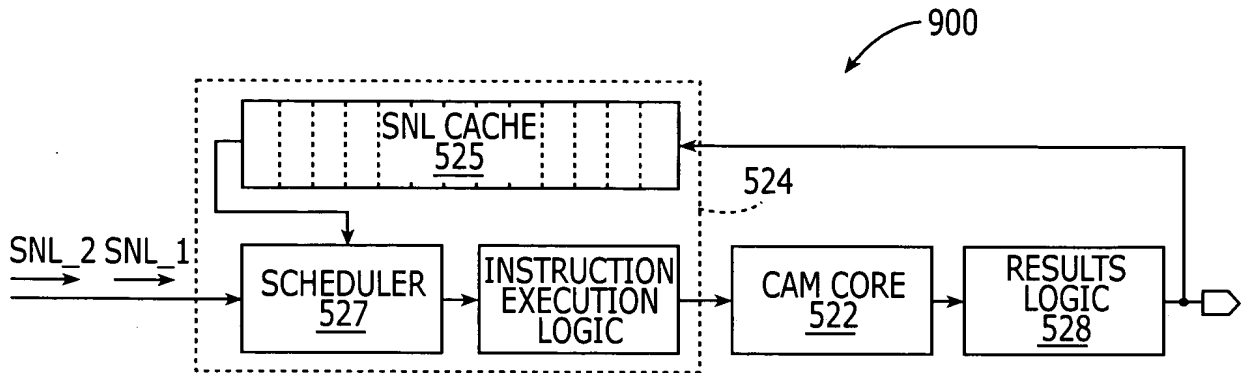 900
SNL CACHE
525
524
SNL_2 SNL_1
SCHEDULER
527
INSTRUCTION
EXECUTION
LOGIC
CAM CORE
522
RESULTS
LOGIC
528